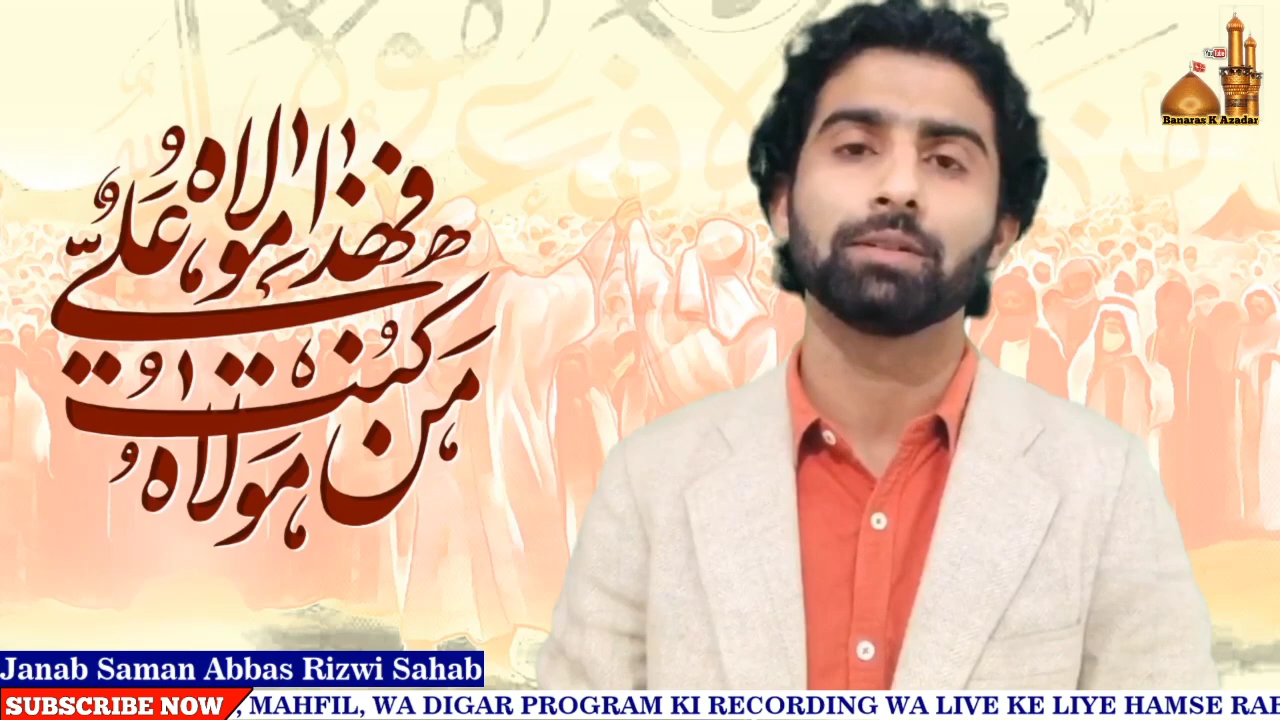 من كنت مولاه
فهذا مولاه علي
YouTube
Banaras K Azadar
Janab Saman Abbas Rizwi Sahab
SUBSCRIBE NOW
, MAHFIL, WA DIGAR PROGRAM KI RECORDING WA LIVE KE LIYE HAMSE